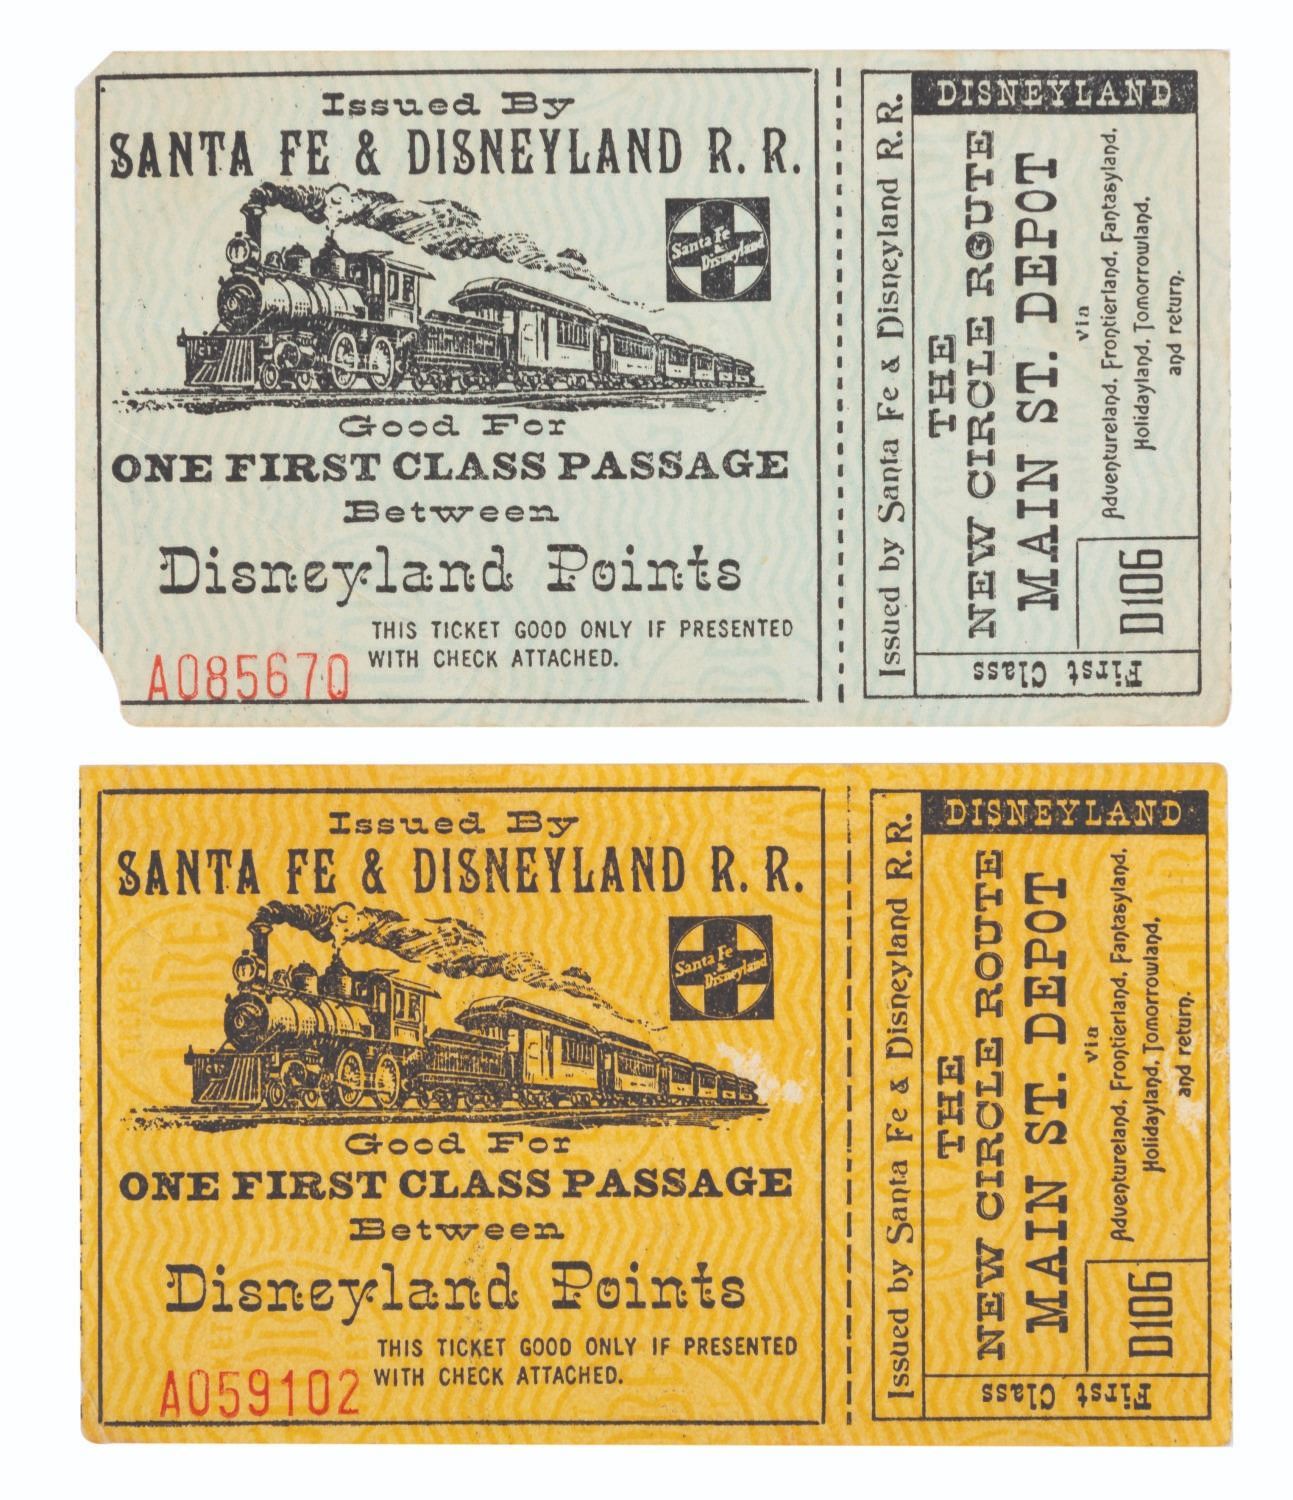 Issued By
SANTA FE & DISNEYLAND R. R.
Santa Fe
&
Disneyland
Good For
ONE FIRST CLASS PASSAGE
Between
Disneyland Points
THIS TICKET GOOD ONLY IF PRESENTED
WITH CHECK ATTACHED.
A085670
Issued by Santa Fe & Disneyland R. R.
DISNEYLAND
THE
NEW CIRCLE ROUTE
MAIN ST. DEPOT
via
Adventureland, Frontierland, Fantasyland,
Holidayland, Tomorrowland,
and return.
D106
First Class
Issued By
SANTA FE & DISNEYLAND R. R.
Santa Fe
&
Disneyland
Good For
ONE FIRST CLASS PASSAGE
Between
Disneyland Points
THIS TICKET GOOD ONLY IF PRESENTED
WITH CHECK ATTACHED.
A059102
Issued by Santa Fe & Disneyland R. R.
DISNEYLAND
THE
NEW CIRCLE ROUTE
MAIN ST. DEPOT
via
Adventureland, Frontierland, Fantasyland,
Holidayland, Tomorrowland,
and return.
D106
First Class